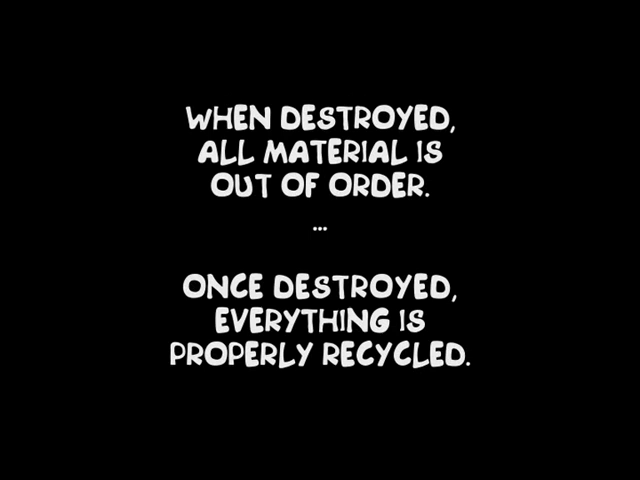 WHEN DESTROYED,
ALL MATERIAL IS
OUT OF ORDER.
...
ONCE DESTROYED,
EVERYTHING IS
PROPERLY RECYCLED.